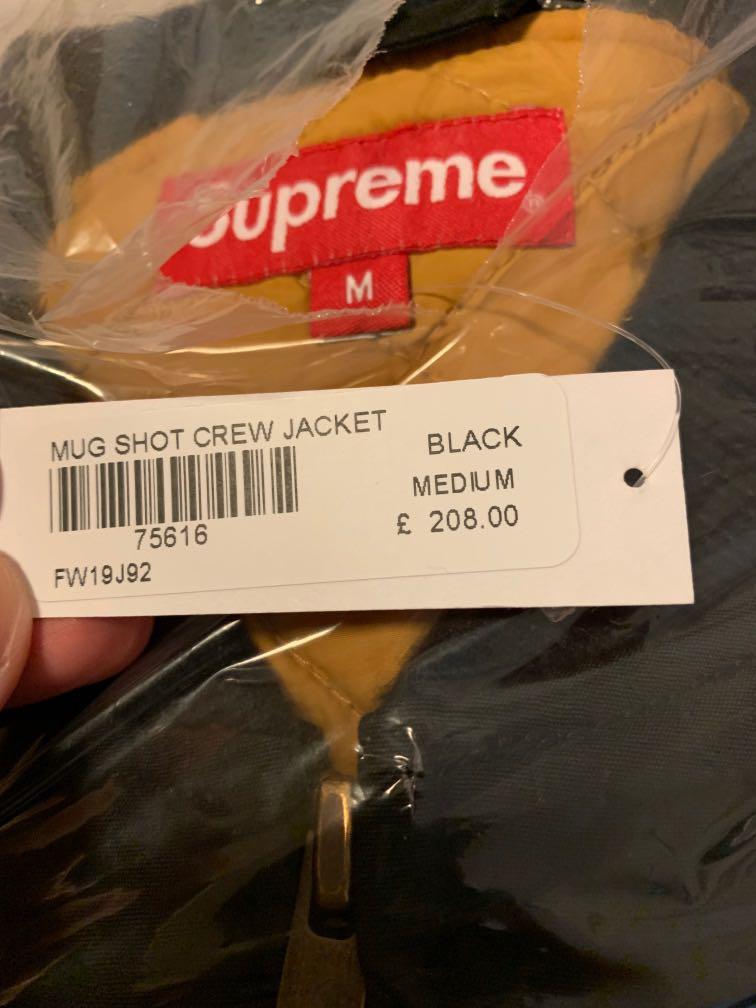 Supreme
M
MUG SHOT CREW JACKET
BLACK
MEDIUM
£ 208.00
75616
FW19J92